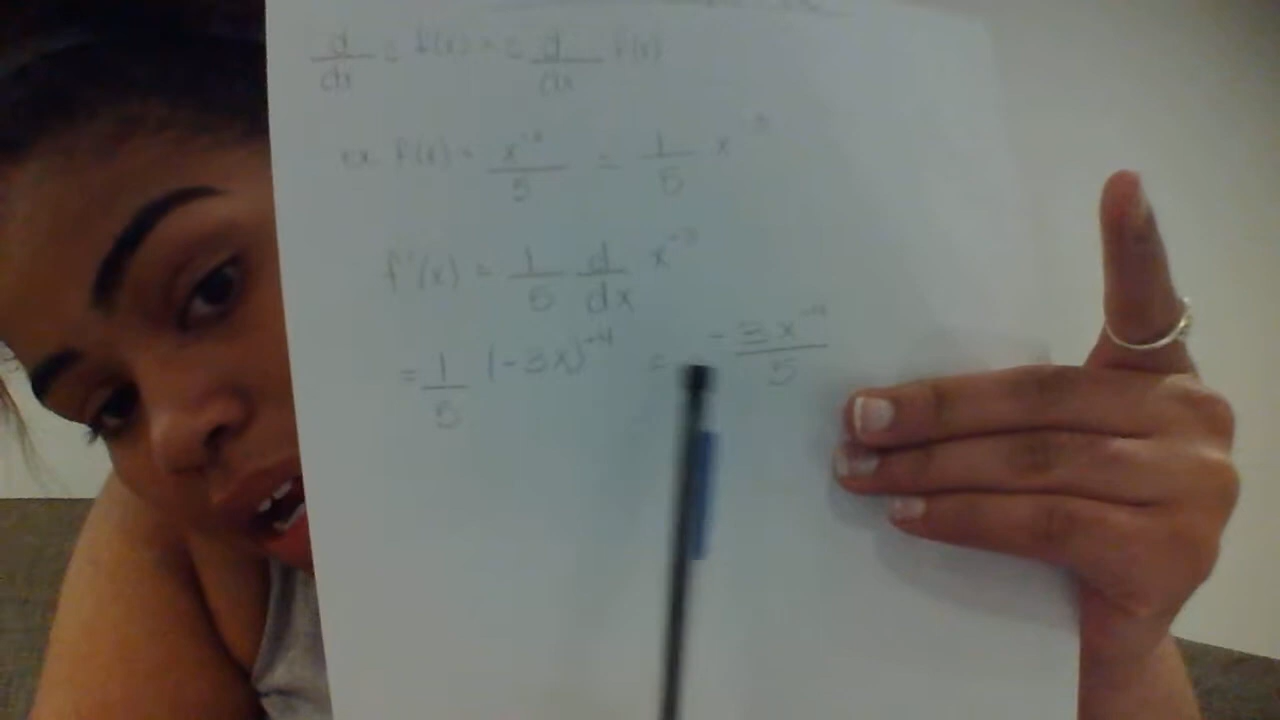 d/dx c f(x) = c d/dx f(x)
ex. f(x) = x⁻³/5 = 1/5 x⁻³
f'(x) = 1/5 d/dx x⁻³
= 1/5 (-3x)⁻⁴ = -3x⁻⁴/5